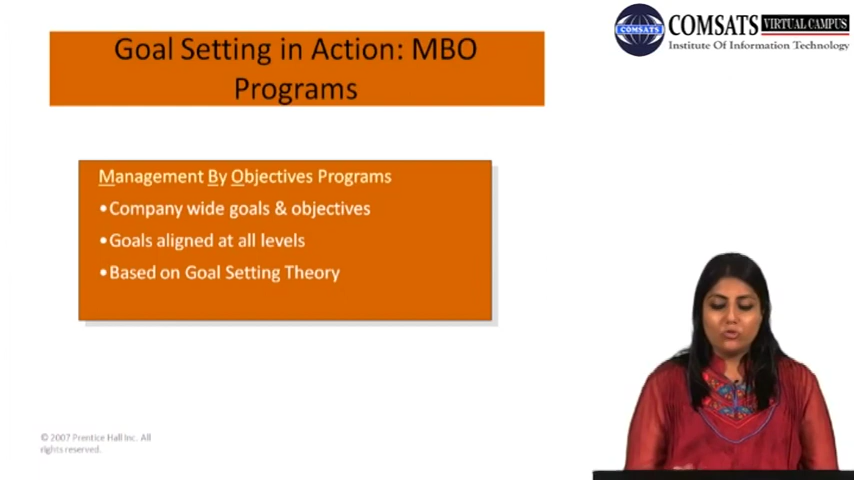 Goal Setting in Action: MBO
Programs
COMSATS VIRTUAL CAMPUS
Institute Of Information Technology
COMSATS
Management By Objectives Programs
•Company wide goals & objectives
•Goals aligned at all levels
•Based on Goal Setting Theory
© 2007 Prentice Hall Inc. All
rights reserved.